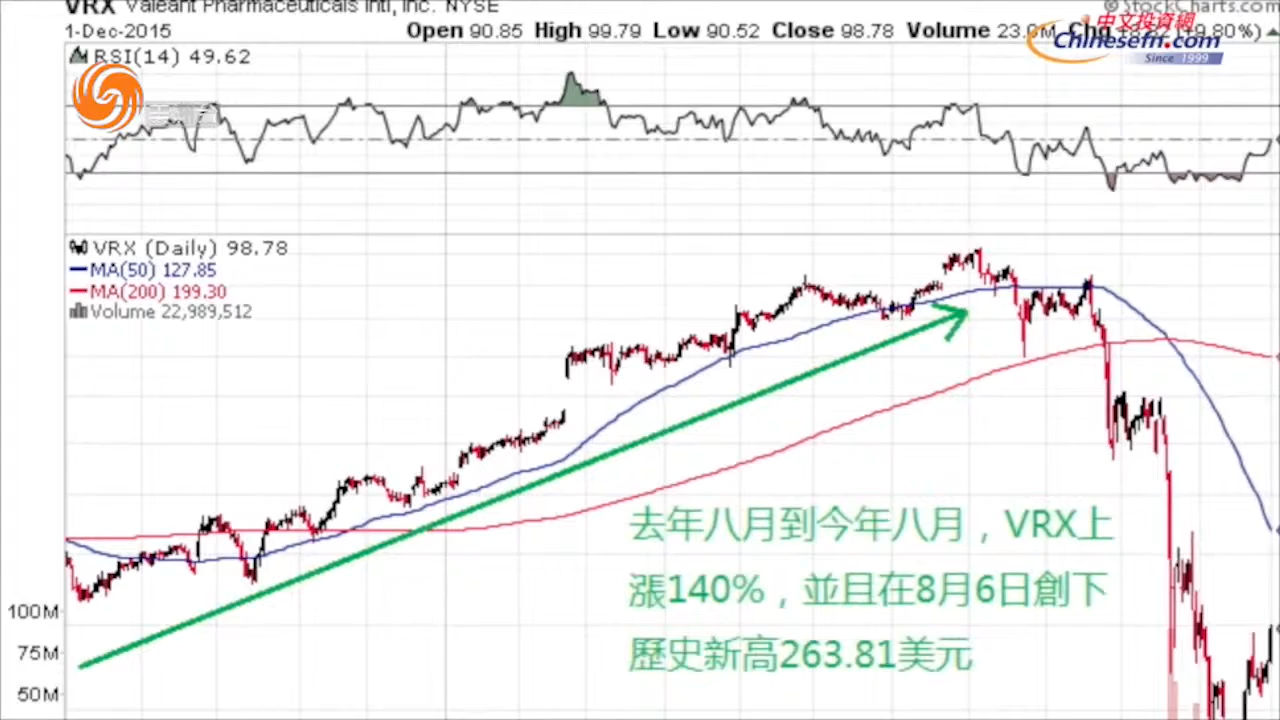 VRX Valeant Pharmaceuticals Intl, Inc. NYSE
© StockCharts.com
1-Dec-2015
Open 90.85 High 99.79 Low 90.52 Close 98.78 Volume 23.0M Chg
中文投資網
Chinesefn.com
Since 1999
RSI(14) 49.62
VRX (Daily) 98.78
MA(50) 127.85
MA(200) 199.30
Volume 22,989,512
去年八月到今年八月，VRX上
漲140%，並且在8月6日創下
歷史新高263.81美元
100M
75M
50M